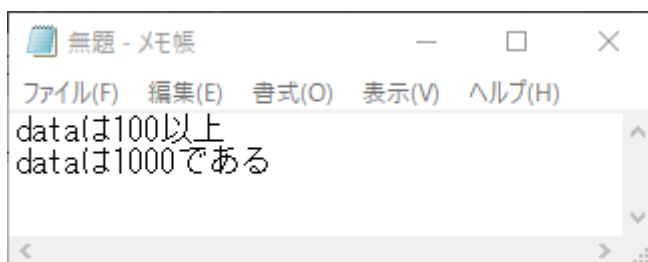 無題 - メモ帳
ファイル(F) 編集(E) 書式(O) 表示(V) ヘルプ(H)
dataは100以上
dataは1000である